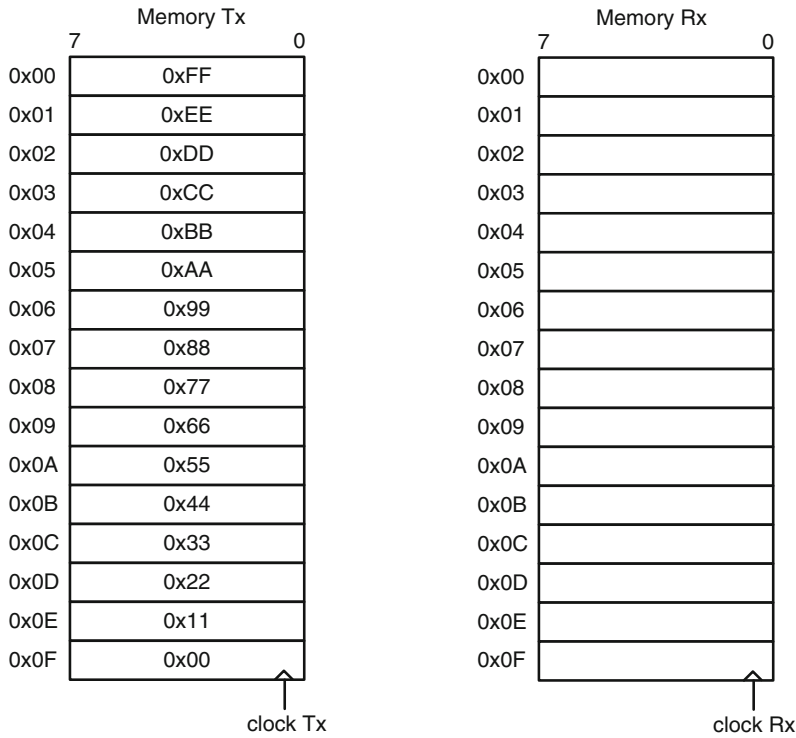 Memory Tx Memory Rx
7 0 7 0
0x00 0xFF 0x00
0x01 0xEE 0x01
0x02 0xDD 0x02
0x03 0xCC 0x03
0x04 0xBB 0x04
0x05 0xAA 0x05
0x06 0x99 0x06
0x07 0x88 0x07
0x08 0x77 0x08
0x09 0x66 0x09
0x0A 0x55 0x0A
0x0B 0x44 0x0B
0x0C 0x33 0x0C
0x0D 0x22 0x0D
0x0E 0x11 0x0E
0x0F 0x00 0x0F
clock Tx clock Rx